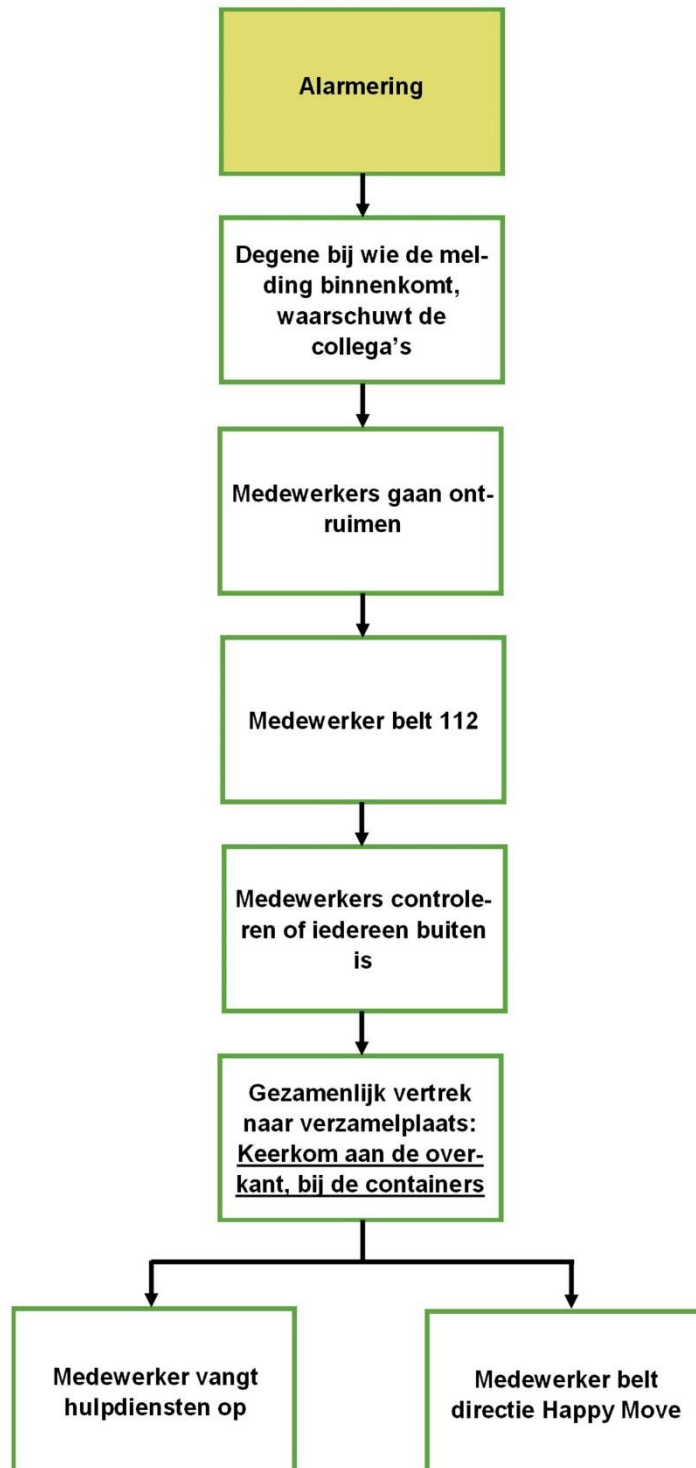 Alarmering
Degene bij wie de mel-
ding binnenkomt,
waarschuwt de
collega's
Medewerkers gaan ont-
ruimen
Medewerker belt 112
Medewerkers controle-
ren of iedereen buiten
is
Gezamenlijk vertrek
naar verzamelplaats:
Keerkom aan de over-
kant, bij de containers
Medewerker vangt
hulpdiensten op
Medewerker belt
directie Happy Move